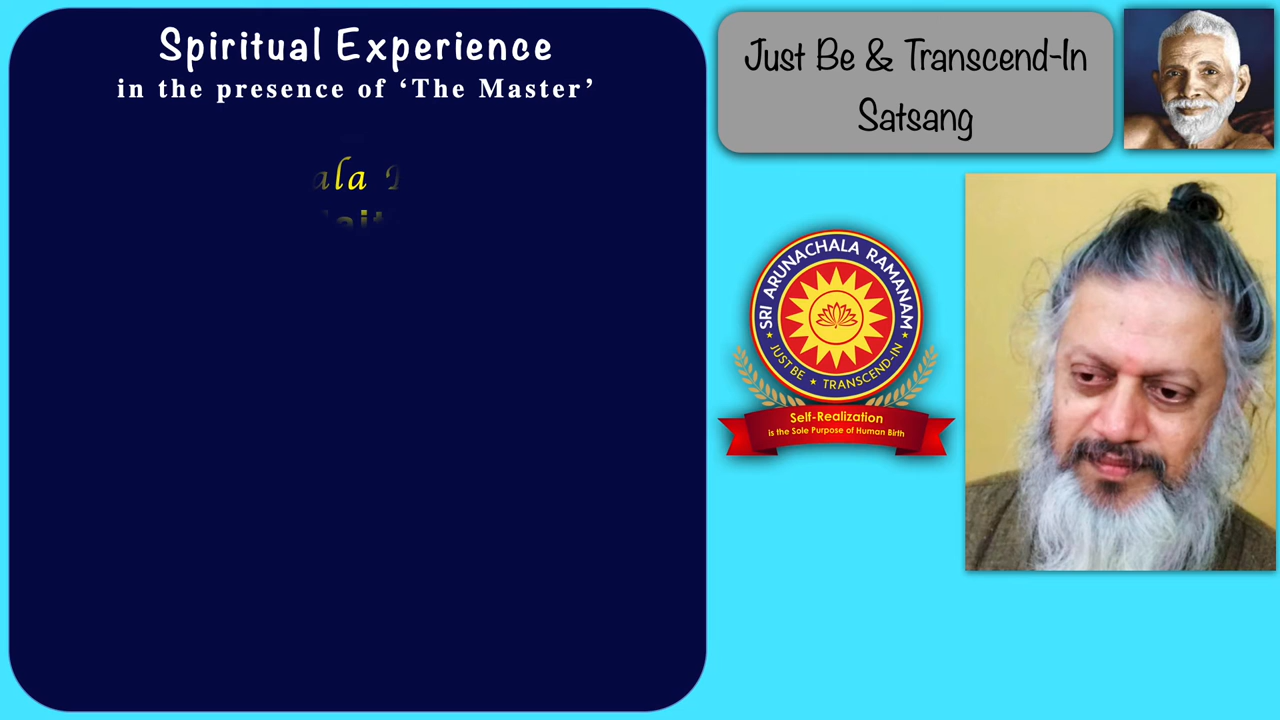 Spiritual Experience
in the presence of ‘The Master’
Just Be & Transcend-In
Satsang
SRI ARUNACHALA RAMANAM
JUST BE ★ TRANSCEND-IN
Self-Realization
is the Sole Purpose of Human Birth